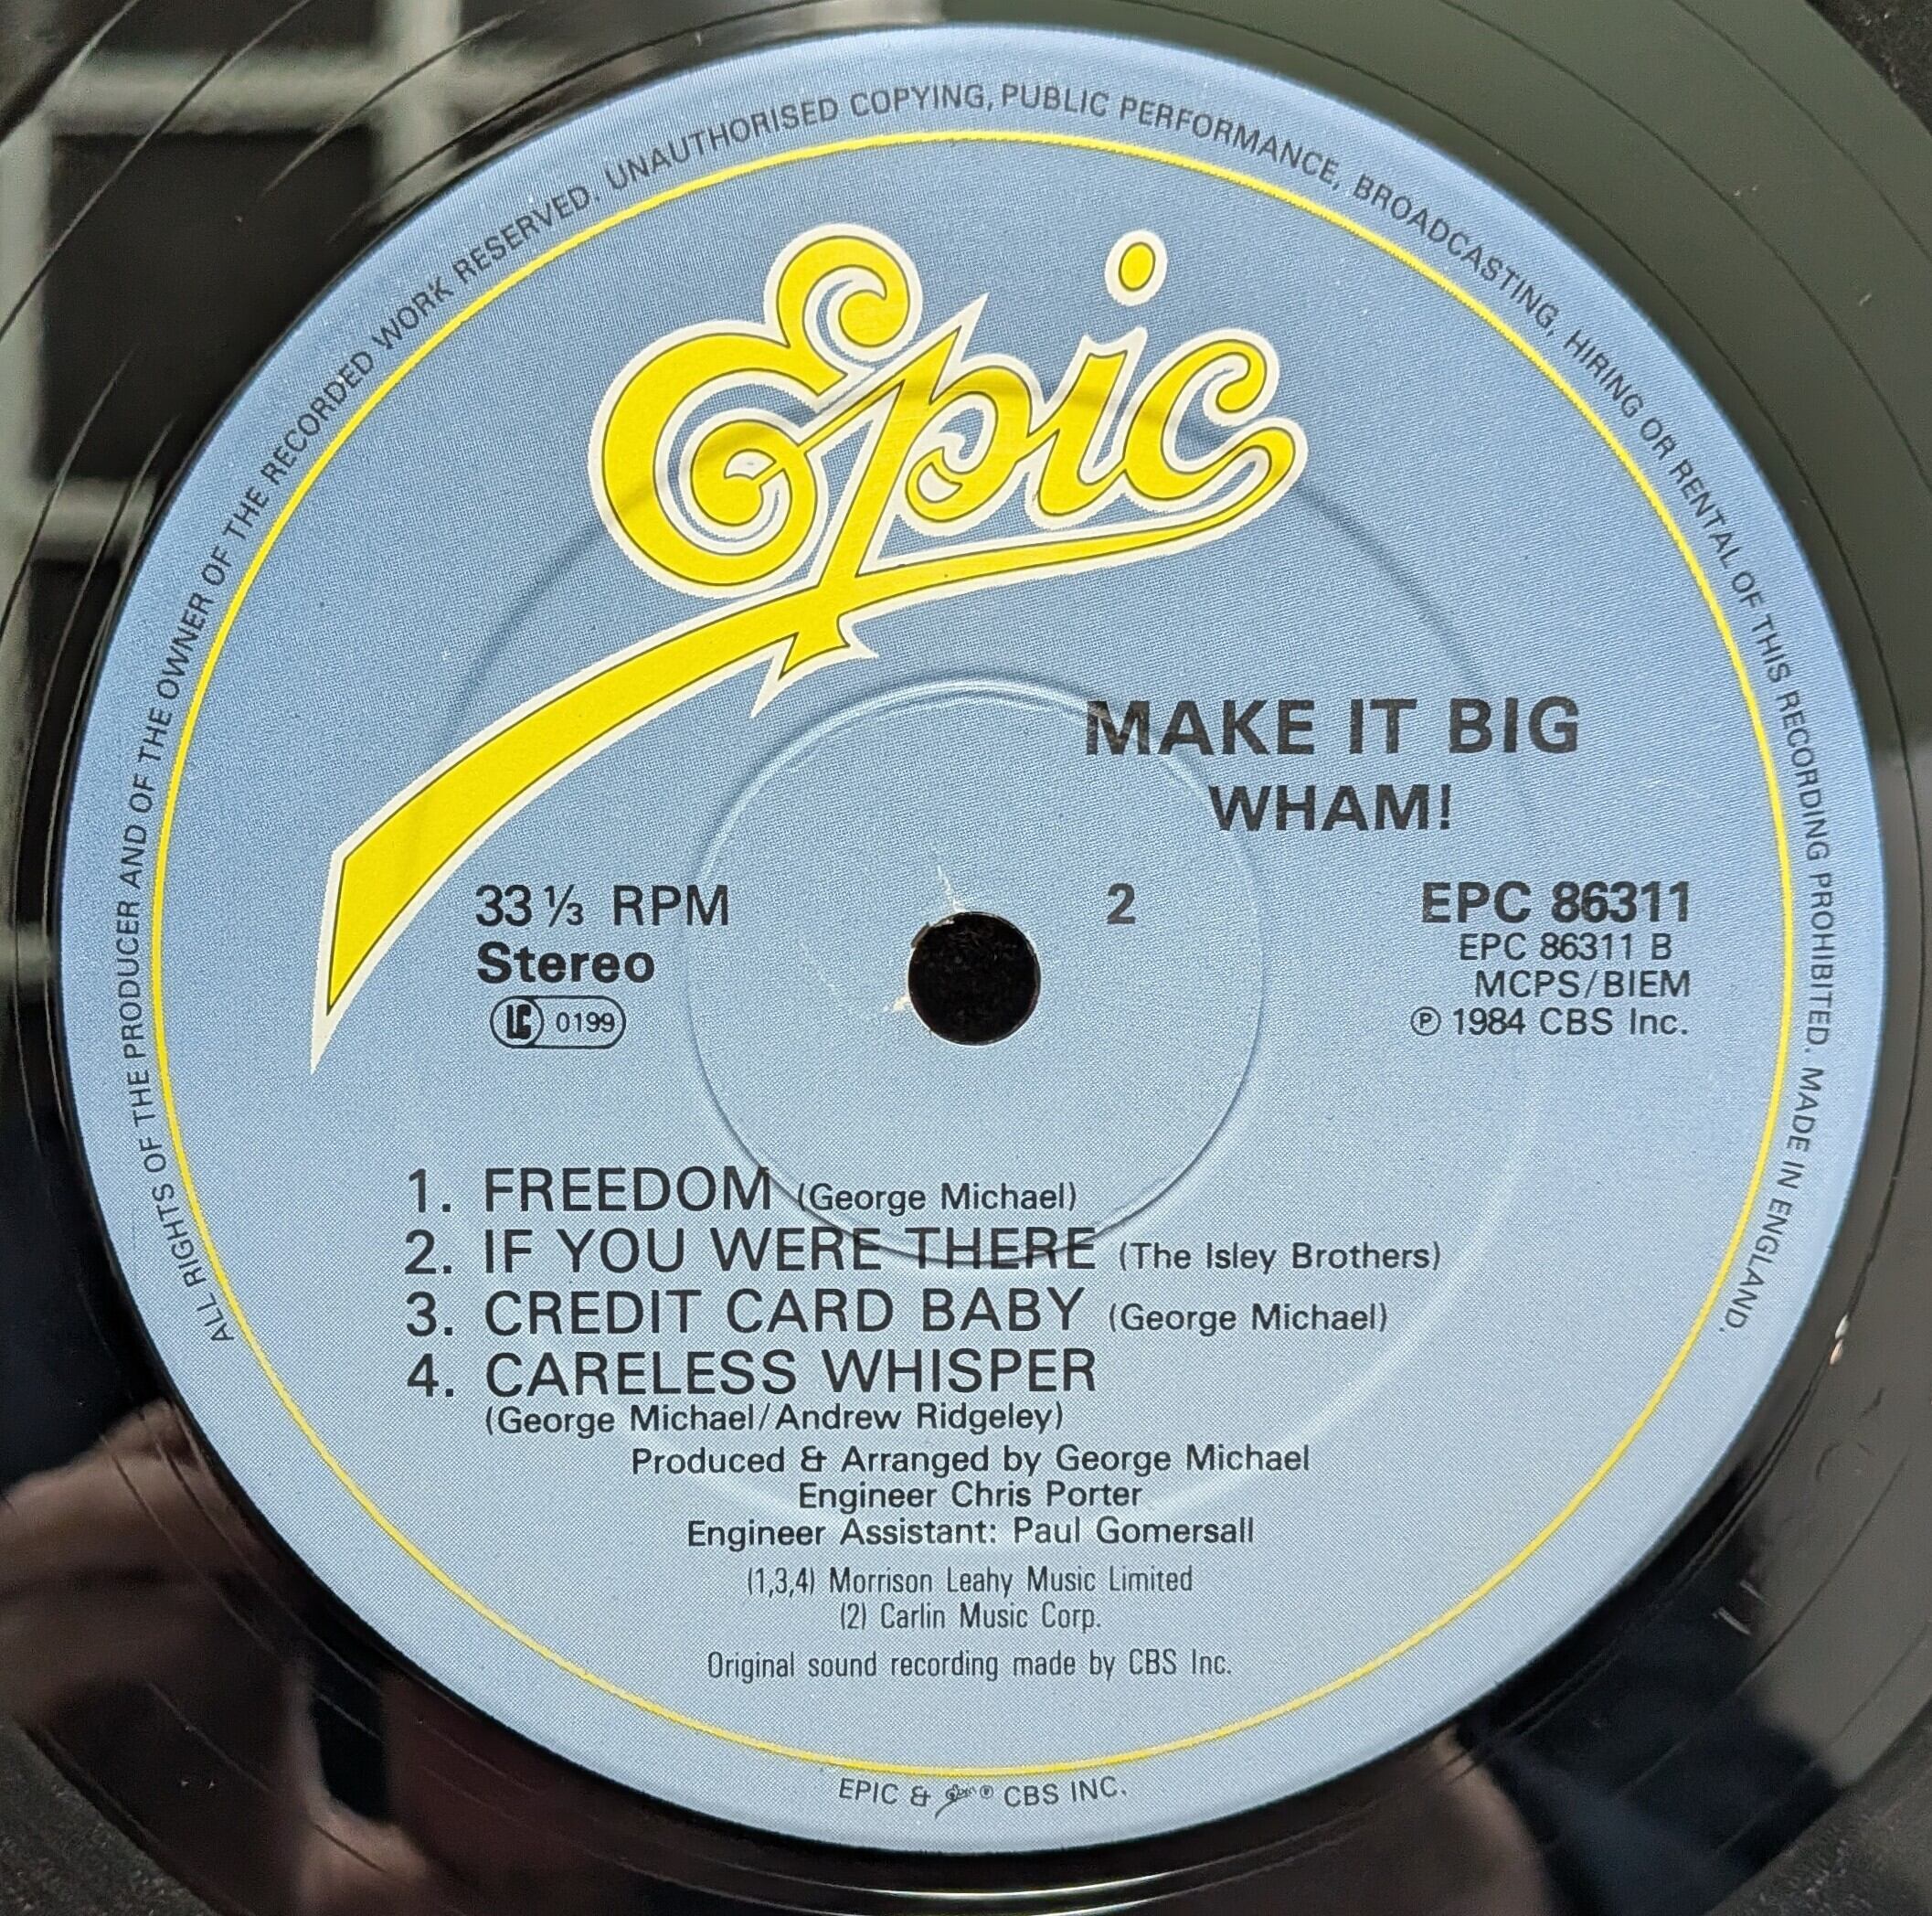 ALL RIGHTS OF THE PRODUCER AND OF THE OWNER OF THE RECORDED WORK RESERVED. UNAUTHORISED COPYING, PUBLIC PERFORMANCE, BROADCASTING, HIRING OR RENTAL OF THIS RECORDING PROHIBITED. MADE IN ENGLAND.
Epic
MAKE IT BIG
WHAM!
33 ⅓ RPM
Stereo
LC 0199
2
EPC 86311
EPC 86311 B
MCPS/BIEM
℗ 1984 CBS Inc.
1. FREEDOM (George Michael)
2. IF YOU WERE THERE (The Isley Brothers)
3. CREDIT CARD BABY (George Michael)
4. CARELESS WHISPER
(George Michael/Andrew Ridgeley)
Produced & Arranged by George Michael
Engineer Chris Porter
Engineer Assistant: Paul Gomersall
(1,3,4) Morrison Leahy Music Limited
(2) Carlin Music Corp.
Original sound recording made by CBS Inc.
EPIC & Epic ® CBS INC.